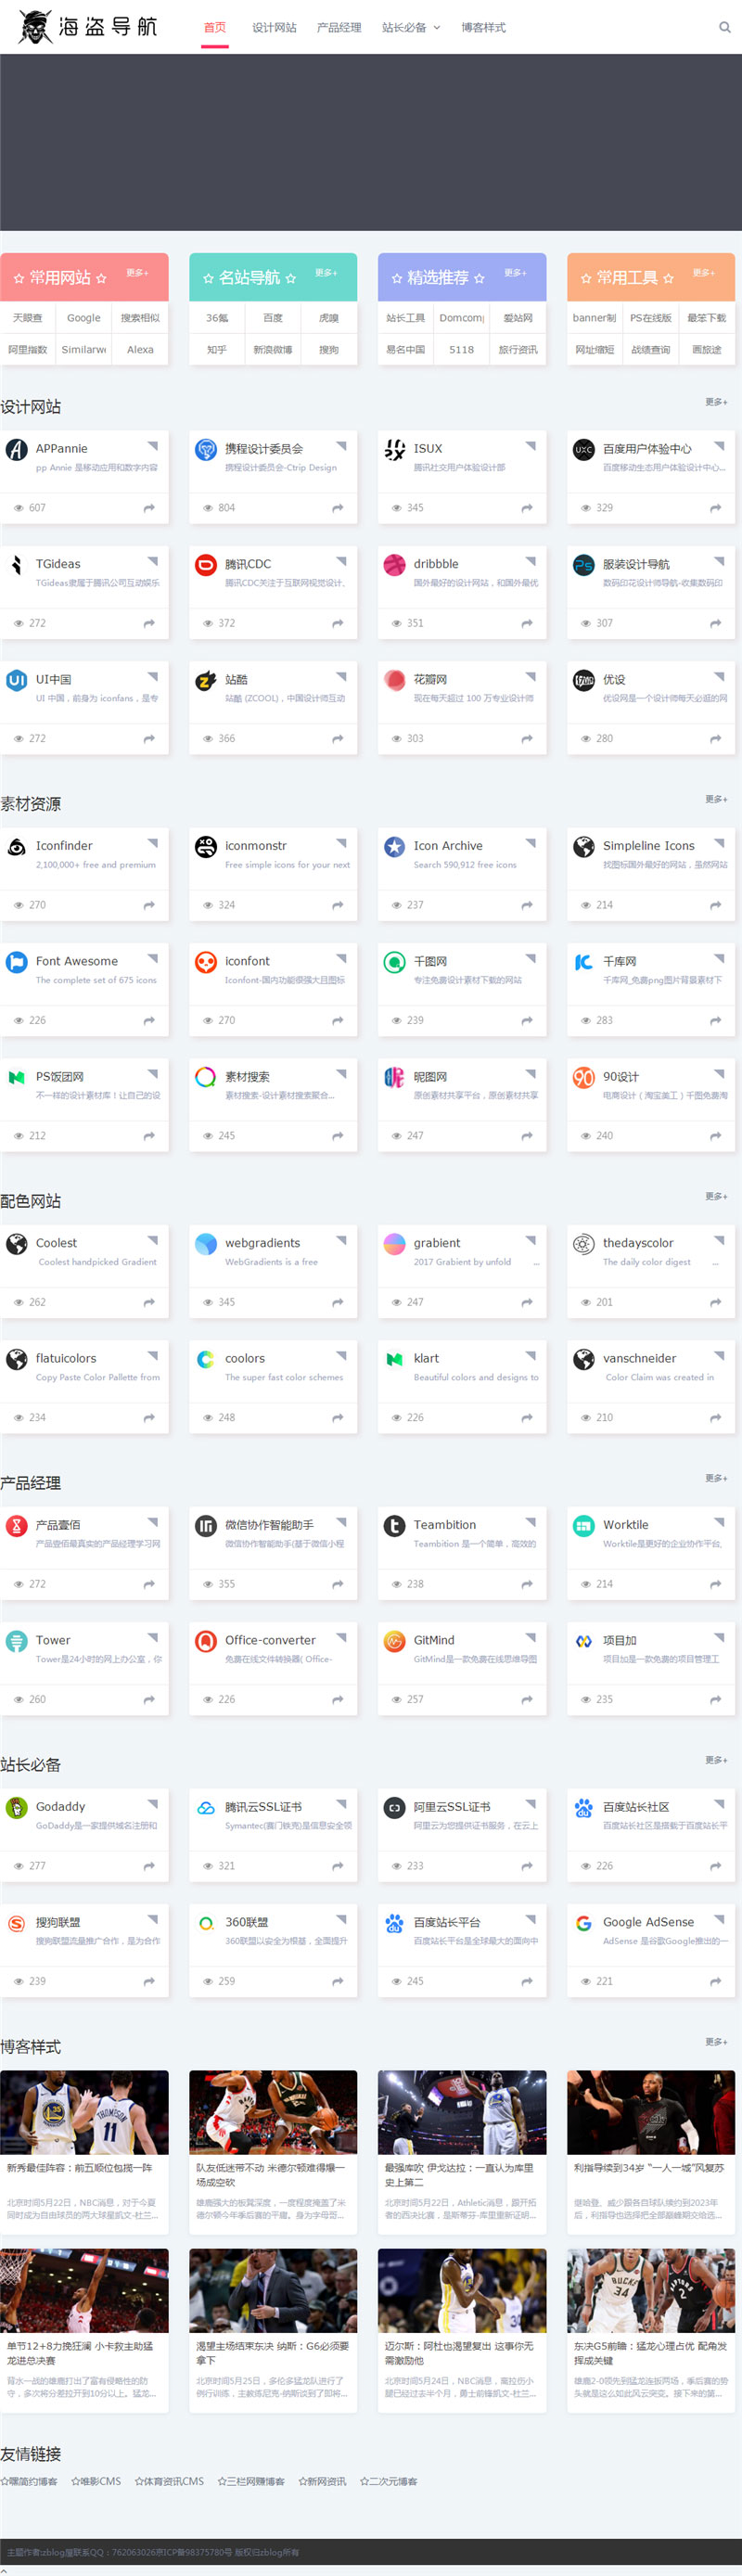 海盗导航 首页 设计网站 产品经理 站长必备 博客样式
常用网站 更多+ 名站导航 更多+ 精选推荐 更多+ 常用工具 更多+
天眼查 Google 搜索相似 36氪 百度 虎嗅 站长工具 Domcom 爱站网 banner制 PS在线版 最笨下载
阿里指数 Similarwe Alexa 知乎 新浪微博 搜狗 易名中国 5118 旅行资讯 网址缩短 战绩查询 画旅途
设计网站 更多+
APPannie 携程设计委员会 ISUX 百度用户体验中心
pp Annie 是移动应用和数字内容 携程设计委员会-Ctrip Design 腾讯社交用户体验设计部 百度移动生态用户体验设计中心...
607 804 345 329
TGideas 腾讯CDC dribbble 服装设计导航
TGideas隶属于腾讯公司互动娱乐 腾讯CDC关注于互联网视觉设计、 国外最好的设计网站，和国外最优 数码印花设计师导航-收集数码印
272 372 351 307
UI中国 站酷 花瓣网 优设
UI 中国，前身为 iconfans，是专 站酷 (ZCOOL)，中国设计师互动 现在每天超过 100 万专业设计师 优设网是一个设计师每天必逛的网
272 366 303 280
素材资源 更多+
Iconfinder iconmonstr Icon Archive Simpleline Icons
2,100,000+ free and premium Free simple icons for your next Search 590,912 free icons 找图标国外最好的网站，虽然网站
270 324 237 214
Font Awesome iconfont 千图网 千库网
The complete set of 675 icons Iconfont-国内功能很强大且图标 专注免费设计素材下载的网站 千库网_免费png图片背景素材下
226 270 239 283
PS饭团网 素材搜索 昵图网 90设计
不一样的设计素材库！让自己的设 素材搜索-设计素材搜索聚合... 原创素材共享平台，原创素材共享 电商设计（淘宝美工）千图免费淘
212 245 247 240
配色网站 更多+
Coolest webgradients grabient thedayscolor
Coolest handpicked Gradient WebGradients is a free 2017 Grabient by unfold ... The daily color digest ...
262 345 247 201
flatuicolors coolors klart vanschneider
Copy Paste Color Pallette from The super fast color schemes Beautiful colors and designs to Color Claim was created in
234 248 226 210
产品经理 更多+
产品壹佰 微信协作智能助手 Teambition Worktile
产品壹佰最真实的产品经理学习网 微信协作智能助手(基于微信小程 Teambition 是一个简单，高效的 Worktile是更好的企业协作平台,
272 355 238 214
Tower Office-converter GitMind 项目加
Tower是24小时的网上办公室，你 免费在线文件转换器( Office- GitMind是一款免费在线思维导图 项目加是一款免费的项目管理工
260 226 257 235
站长必备 更多+
Godaddy 腾讯云SSL证书 阿里云SSL证书 百度站长社区
GoDaddy是一家提供域名注册和 Symantec(赛门铁克)是信息安全领 阿里云为您提供证书服务，在云上 百度站长社区是搭载于百度站长平
277 321 233 226
搜狗联盟 360联盟 百度站长平台 Google AdSense
搜狗联盟流量推广合作，是为合作 360联盟以安全为根基，全面提升 百度站长平台是全球最大的面向中 AdSense 是谷歌Google推出的一
239 259 245 221
博客样式 更多+
新秀最佳阵容：前五顺位包揽一阵 队友低迷带不动 米德尔顿难得爆一 最强库吹 伊戈达拉：一直认为库里 利指导续到34岁 “一人一城”风复苏
场成空砍 史上第二
北京时间5月22日，NBC消息，对于今夏 雄鹿强大的板凳深度，一度程度掩盖了米 北京时间5月22日，Athletic消息，跟开拓 继哈登、威少跟各自球队续约到2023年
同时成为自由球员的两大球星凯文-杜兰... 德尔顿今年季后赛的平庸。身为字母哥... 者的西决比赛，是斯蒂芬-库里重新证明... 后，利指导也选择把全部巅峰期交给选...
单节12+8力挽狂澜 小卡救主助猛 渴望主场结束东决 纳斯：G6必须要 迈尔斯：阿杜也渴望复出 这事你无 东决G5前瞻：猛龙心理占优 配角发
龙进总决赛 拿下 需激励他 挥成关键
背水一战的雄鹿打出了富有侵略性的防 北京时间5月25日，多伦多猛龙队进行了 北京时间5月24日，NBC消息，离拉伤小 雄鹿2-0领先到猛龙连扳两场，季后赛的势
守，多次将分差拉开到10分以上。猛龙... 例行训练，主教练尼克-纳斯谈到了即将... 腿已经过去半个月，勇士前锋凯文-杜兰... 头就是这么如此风云突变。接下来的第...
友情链接
嘿简约博客 唯影CMS 体育资讯CMS 三栏网赚博客 新网资讯 二次元博客
主题作者:zblog屋联系QQ：762063026京ICP备98375780号 版权归zblog所有